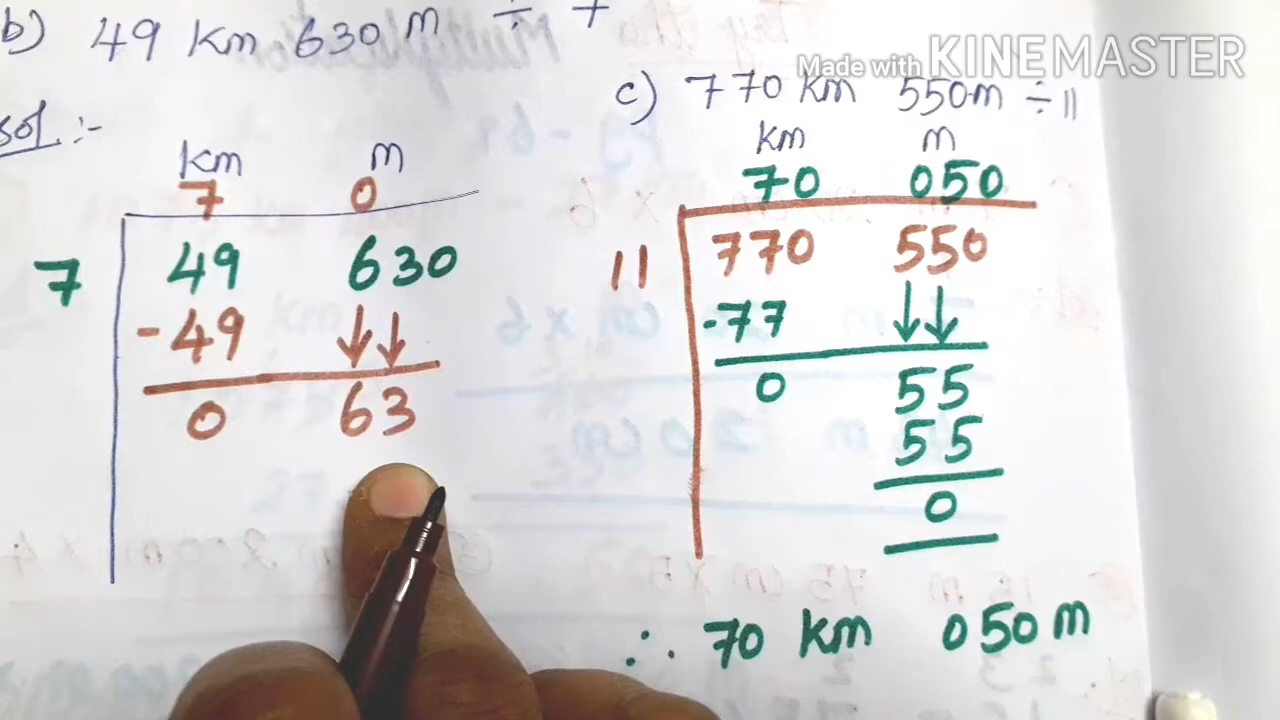 b) 49 Km 630 m ÷ 7
Sol :-
Km m
7 0
7 49 630
- 49 ↓↓
0 63
Made with KINEMASTER
c) 770 Km 550m ÷ 11
Km m
70 050
11 770 550
- 77 ↓↓
0 55
55
0
∴ 70 Km 050 m